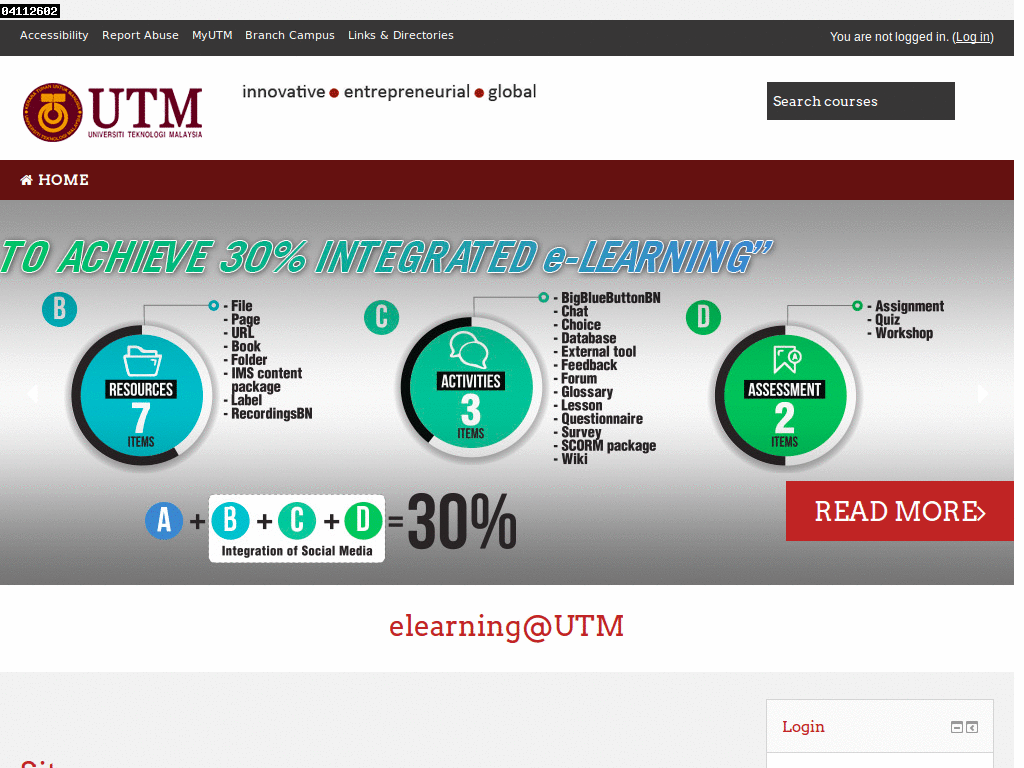 04112602
Accessibility Report Abuse MyUTM Branch Campus Links & Directories
You are not logged in. (Log in)
UTM
UNIVERSITI TEKNOLOGI MALAYSIA
innovative ● entrepreneurial ● global
Search courses
HOME
TO ACHIEVE 30% INTEGRATED e-LEARNING”
B
RESOURCES
7
ITEMS
- File
- Page
- URL
- Book
- Folder
- IMS content
package
- Label
- RecordingsBN
C
ACTIVITIES
3
ITEMS
- BigBlueButtonBN
- Chat
- Choice
- Database
- External tool
- Feedback
- Forum
- Glossary
- Lesson
- Questionnaire
- Survey
- SCORM package
- Wiki
D
ASSESSMENT
2
ITEMS
- Assignment
- Quiz
- Workshop
A + B + C + D = 30%
Integration of Social Media
READ MORE
elearning@UTM
Login